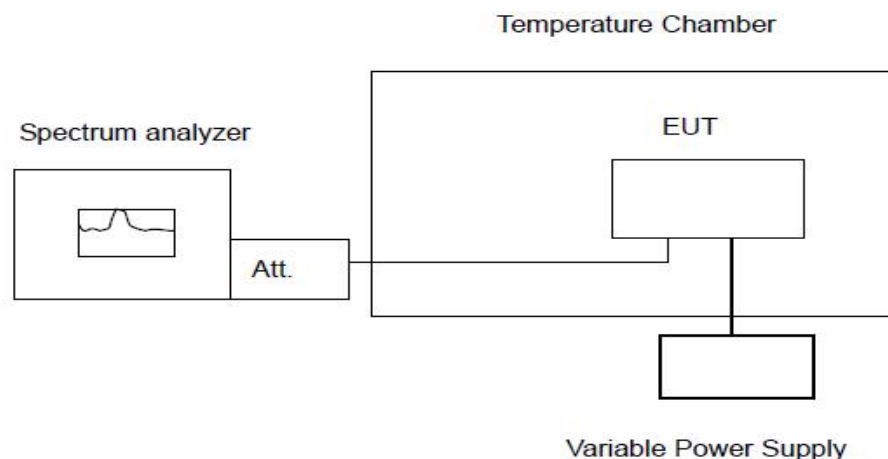 Temperature Chamber
Spectrum analyzer
EUT
Att.
Variable Power Supply